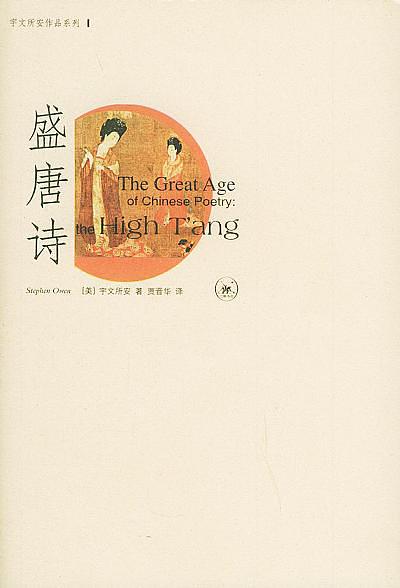 宇文所安作品系列
盛唐诗
The Great Age
of Chinese Poetry:
the High T'ang
Stephen Owen [美] 宇文所安 著 贾晋华 译